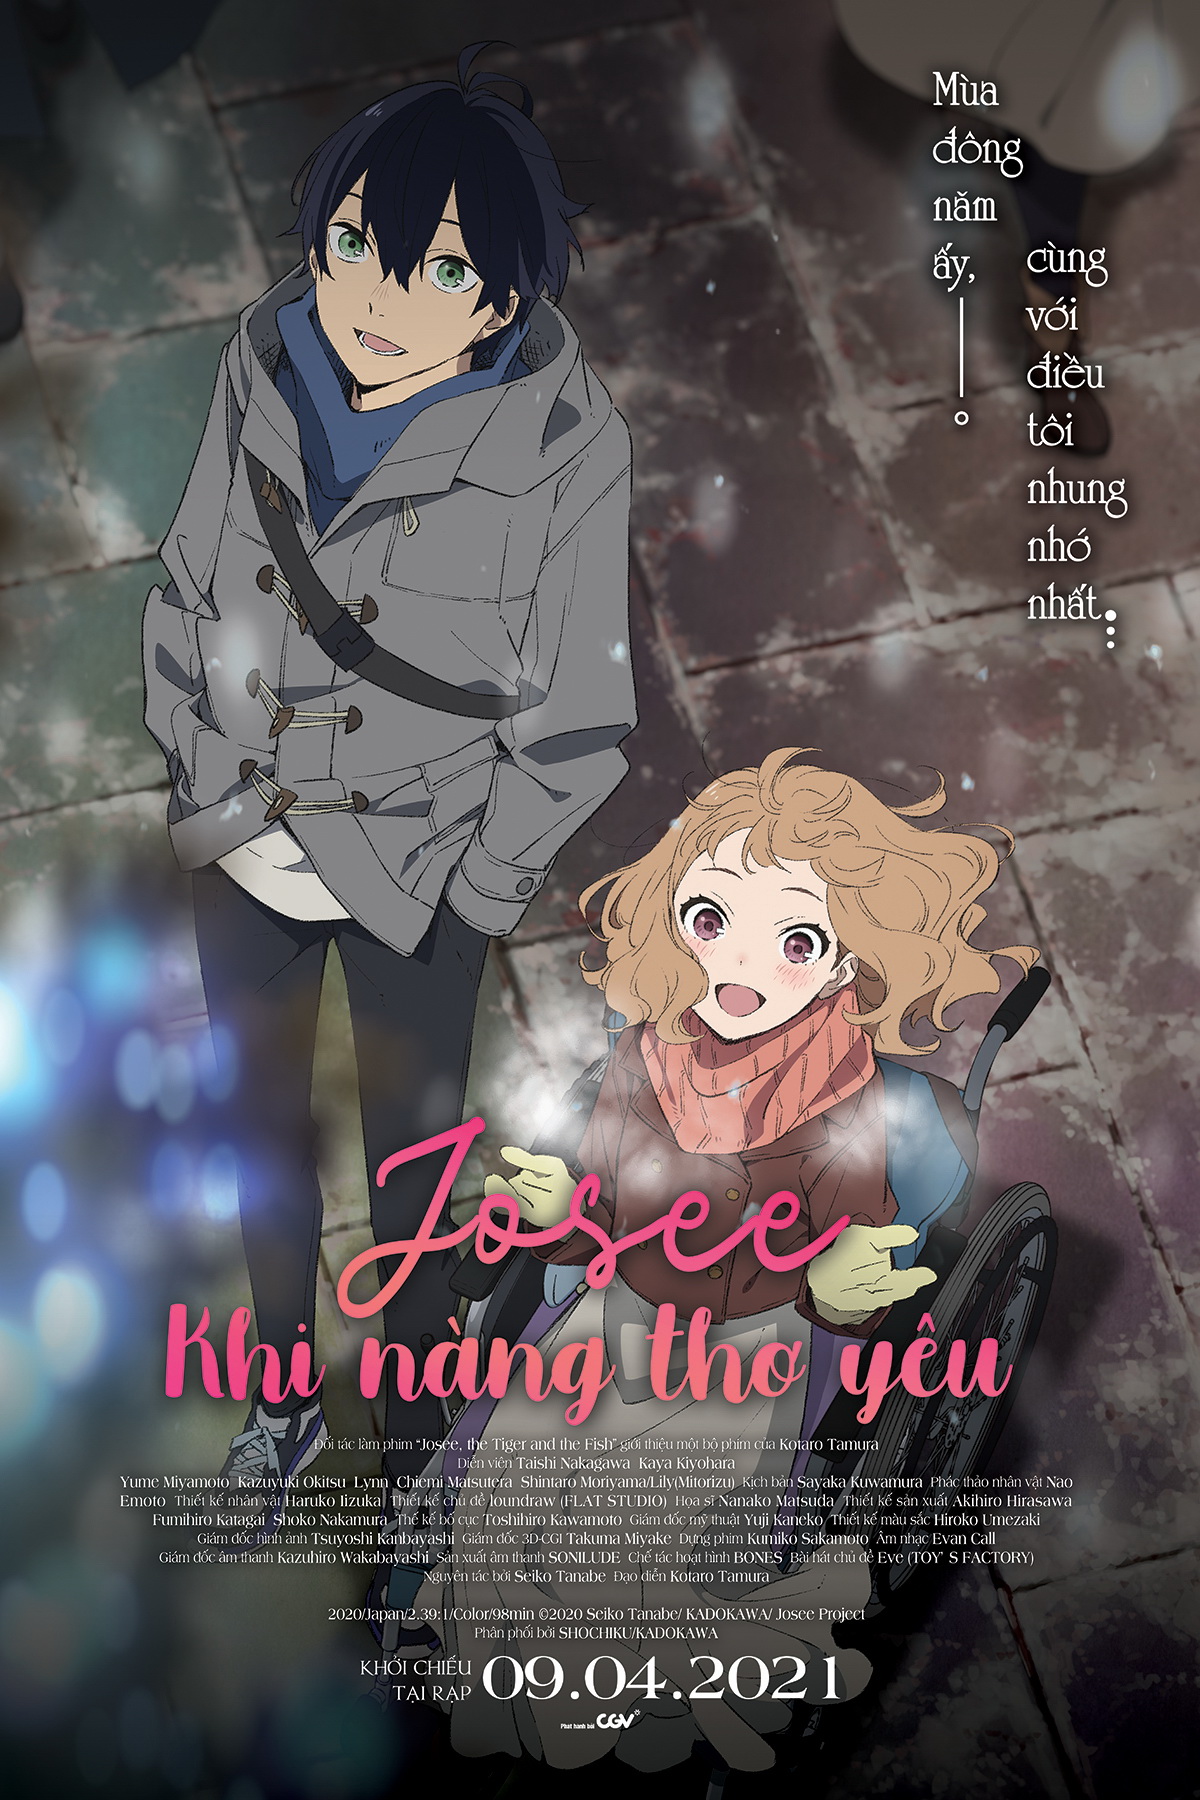 Mùa
đông
năm
ấy,
cùng
với
điều
tôi
nhung
nhớ
nhất...
Josee
Khi nàng thơ yêu
Đối tác làm phim “Josee, the Tiger and the Fish” giới thiệu một bộ phim của Kotaro Tamura
Diễn viên Taishi Nakagawa Kaya Kiyohara
Yume Miyamoto Kazuyuki Okitsu Lynn Chiemi Matsutera Shintaro Moriyama/Lily(Mitorizu) Kịch bản Sayaka Kuwamura Phác thảo nhân vật Nao
Emoto Thiết kế nhân vật Haruko Iizuka Thiết kế chủ đề loundraw (FLAT STUDIO) Họa sĩ Nanako Matsuda Thiết kế sản xuất Akihiro Hirasawa
Fumihiro Katagai Shoko Nakamura Thế kế bố cục Toshihiro Kawamoto Giám đốc mỹ thuật Yuji Kaneko Thiết kế màu sắc Hiroko Umezaki
Giám đốc hình ảnh Tsuyoshi Kanbayashi Giám đốc 3D-CGI Takuma Miyake Dựng phim Kumiko Sakamoto Âm nhạc Evan Call
Giám đốc âm thanh Kazuhiro Wakabayashi Sản xuất âm thanh SONILUDE Chế tác hoạt hình BONES Bài hát chủ đề Eve (TOY' S FACTORY)
Nguyên tác bởi Seiko Tanabe Đạo diễn Kotaro Tamura
2020/Japan/2.39:1/Color/98min ©2020 Seiko Tanabe/ KADOKAWA/ Josee Project
Phân phối bởi SHOCHIKU/KADOKAWA
KHỞI CHIẾU
TẠI RẠP
09.04.2021
Phát hành bởi CGV